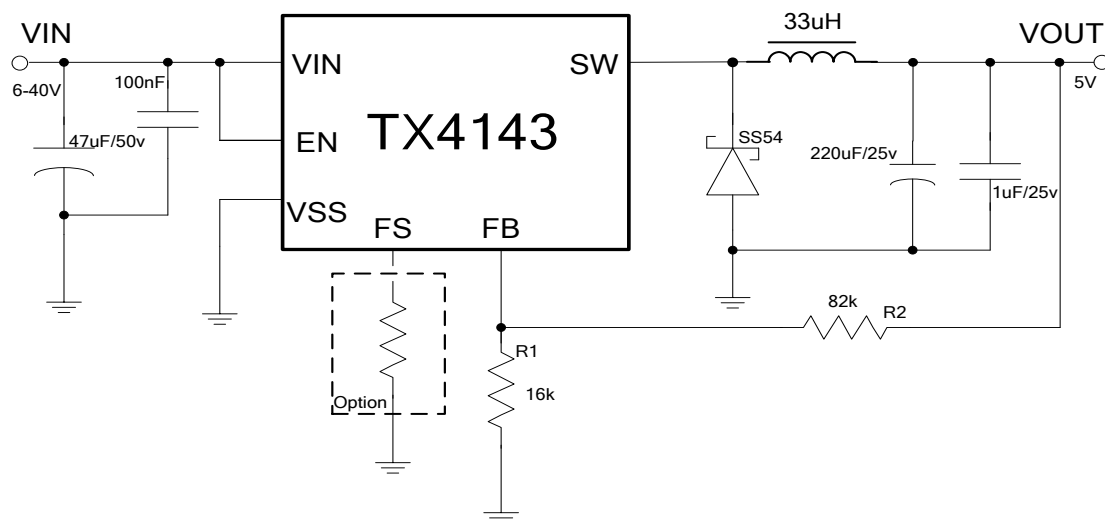 33uH
VIN
VOUT
VIN
SW
6-40V
100nF
5V
TX4143
47uF/50v
EN
SS54
220uF/25v
1uF/25v
VSS
FS
FB
82k
R2
R1
16k
Option